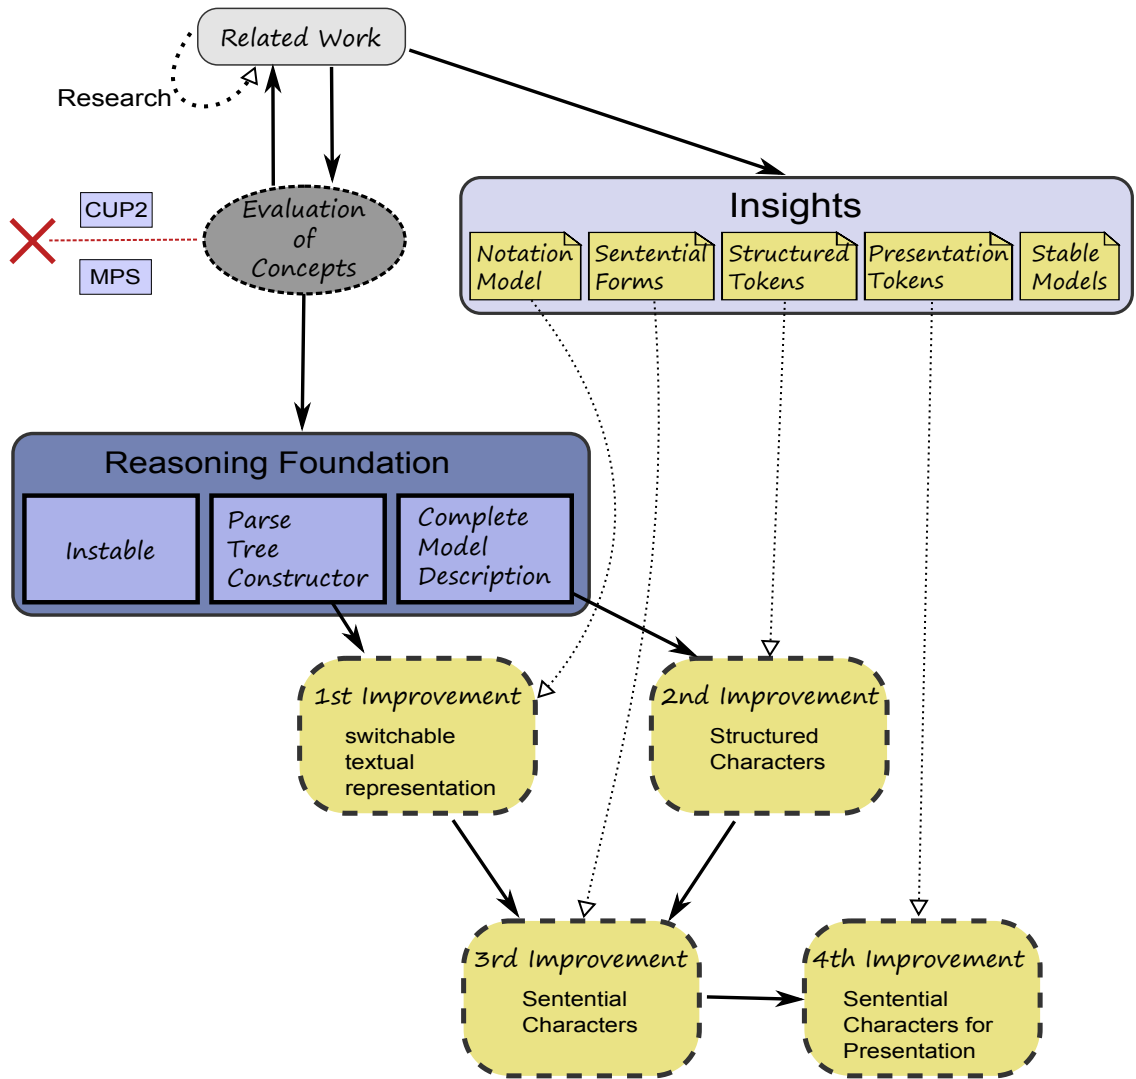 Related Work
Research
CUP2
MPS
Evaluation
of
Concepts
Insights
Notation
Model
Sentential
Forms
Structured
Tokens
Presentation
Tokens
Stable
Models
Reasoning Foundation
Instable
Parse
Tree
Constructor
Complete
Model
Description
1st Improvement
switchable
textual
representation
2nd Improvement
Structured
Characters
3rd Improvement
Sentential
Characters
4th Improvement
Sentential
Characters for
Presentation